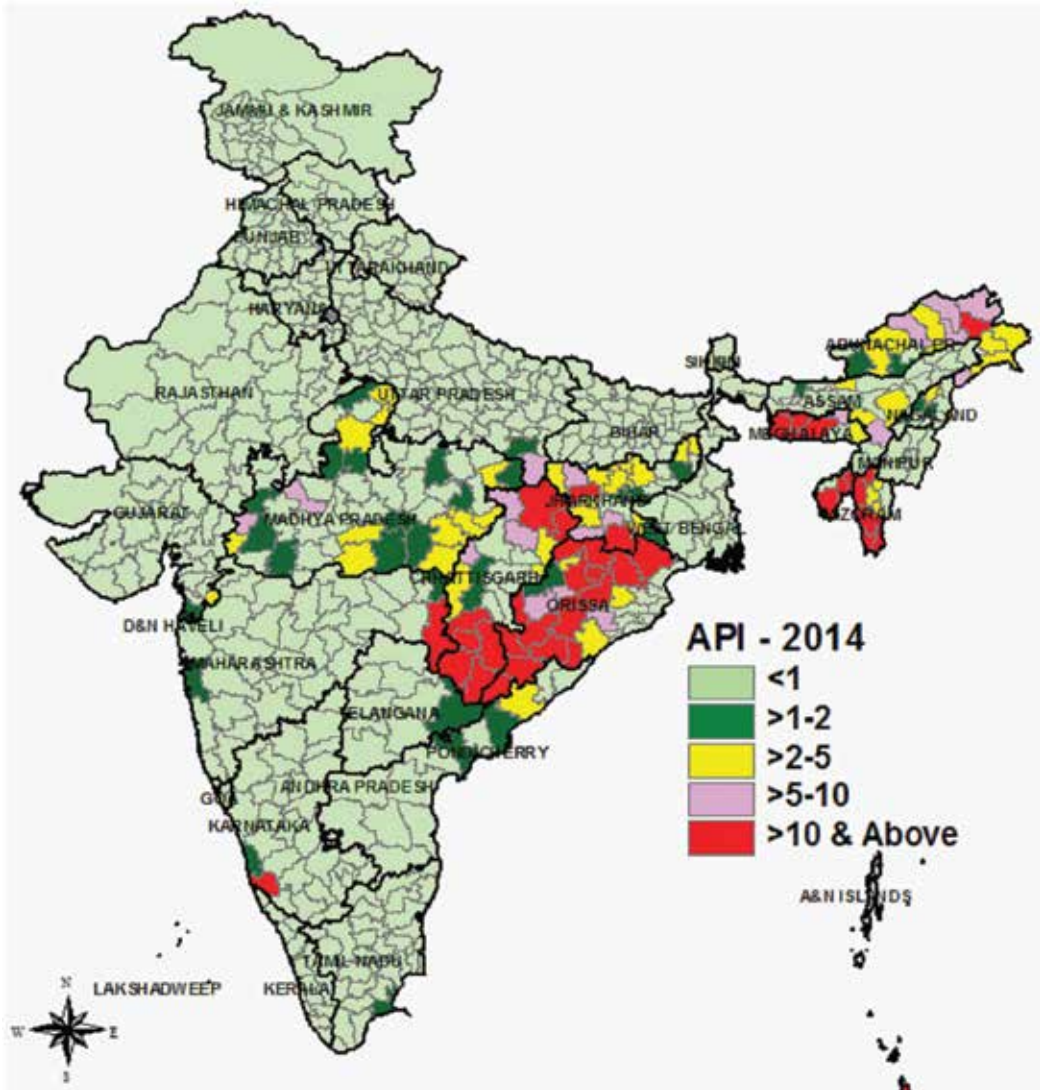 JAMMU & KASHMIR
HIMACHAL PRADESH
PUNJAB
UTTARAKHAND
HARYANA
SIKKIM
ARUNACHAL
RAJASTHAN
UTTAR PRADESH
ASSAM
NAGALAND
BIHAR
MEGHALAYA
MANIPUR
JHARKHAND
GUJARAT
MADHYA PRADESH
WEST BENGAL
MIZORAM
CHHATTISGARH
ORISSA
D&N HAVELI
MAHARASHTRA
TELANGANA
PONDICHERRY
ANDHRA PRADESH
GOA
KARNATAKA
API - 2014
<1
>1-2
>2-5
>5-10
>10 & Above
A&N ISLANDS
TAMIL NADU
LAKSHADWEEP
KERALA
N
W
E
S